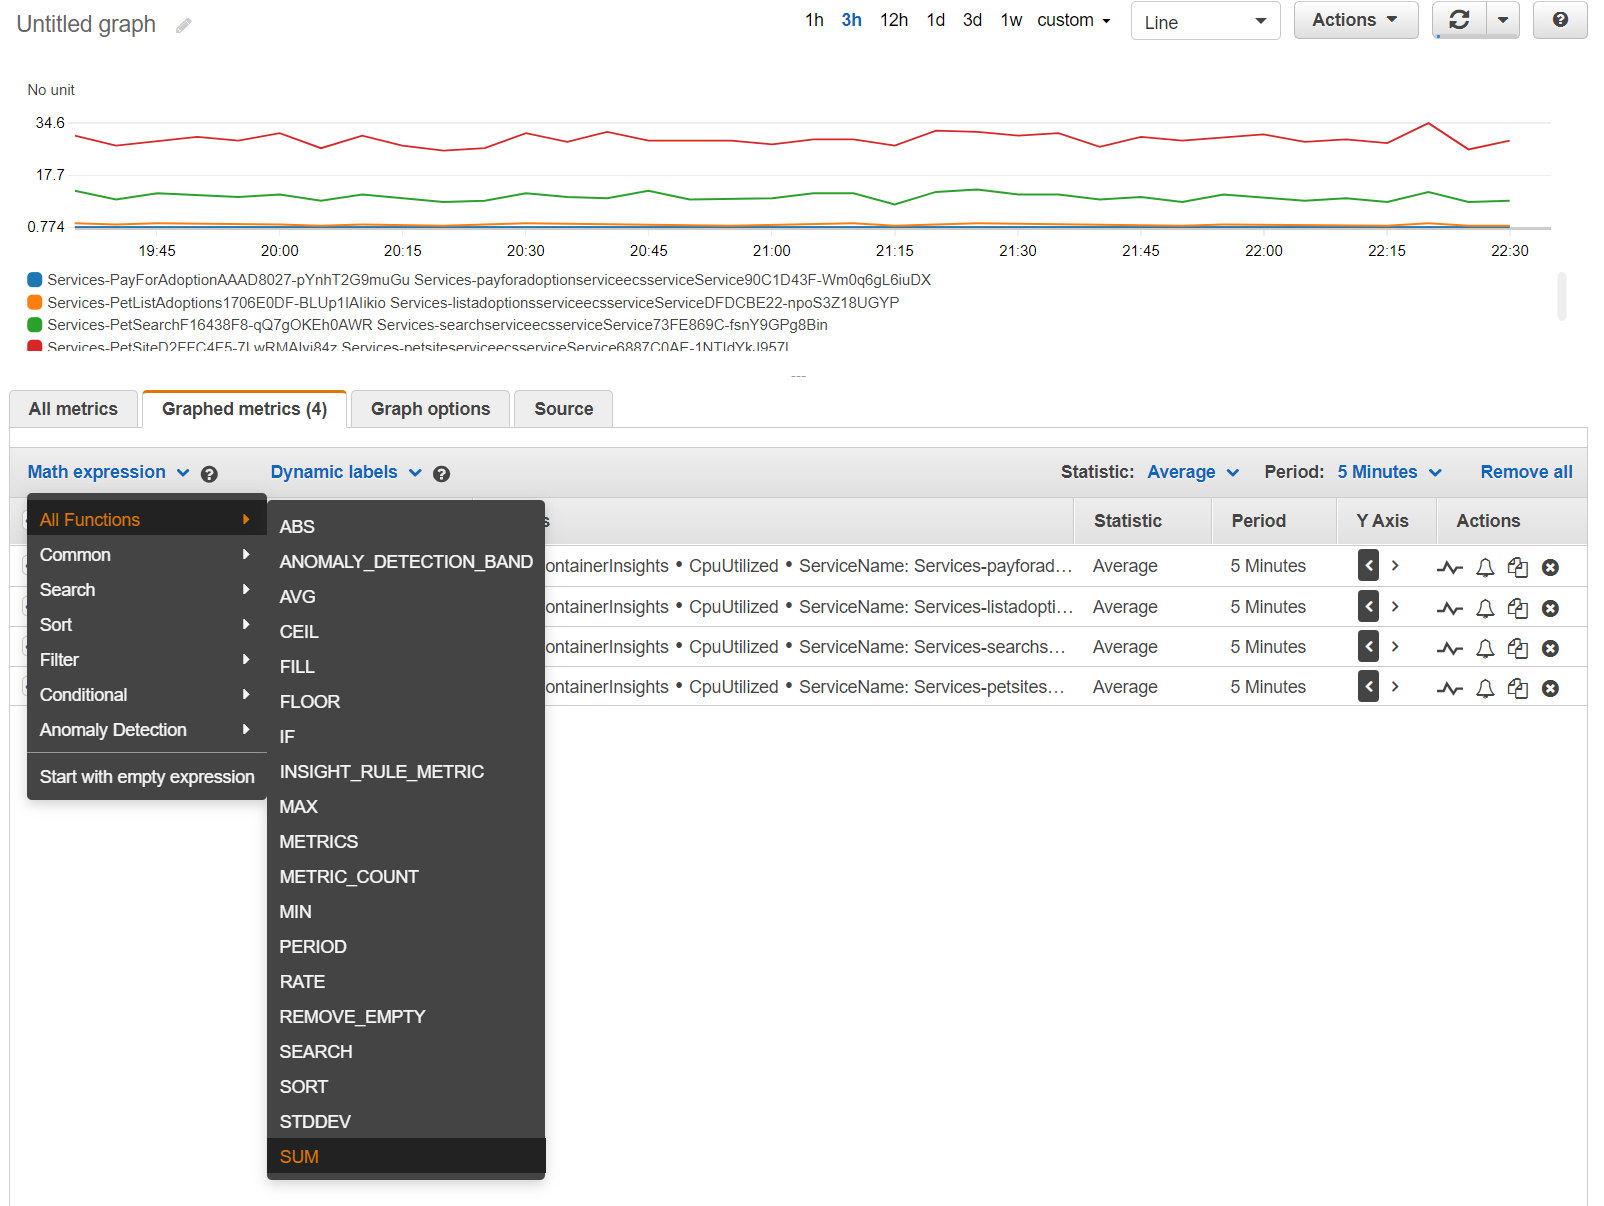 Untitled graph
1h 3h 12h 1d 3d 1w custom Line Actions
No unit
34.6
17.7
0.774
19:45 20:00 20:15 20:30 20:45 21:00 21:15 21:30 21:45 22:00 22:15 22:30
Services-PayForAdoptionAAAD8027-pYnhT2G9muGu Services-payforadoptionserviceecsserviceService90C1D43F-Wm0q6gL6iuDX
Services-PetListAdoptions1706E0DF-BLUp1lAlikio Services-listadoptionsserviceecsserviceServiceDFDCBE22-npoS3Z18UGYP
Services-PetSearchF16438F8-qQ7gOKEh0AWR Services-searchserviceecsserviceService73FE869C-fsnY9GPg8Bin
All metrics Graphed metrics (4) Graph options Source
Math expression Dynamic labels Statistic: Average Period: 5 Minutes Remove all
Statistic Period Y Axis Actions
ontainerInsights • CpuUtilized • ServiceName: Services-payforad... Average 5 Minutes
ontainerInsights • CpuUtilized • ServiceName: Services-listadopti... Average 5 Minutes
ontainerInsights • CpuUtilized • ServiceName: Services-searchs... Average 5 Minutes
ontainerInsights • CpuUtilized • ServiceName: Services-petsites... Average 5 Minutes
All Functions
Common
Search
Sort
Filter
Conditional
Anomaly Detection
Start with empty expression
ABS
ANOMALY_DETECTION_BAND
AVG
CEIL
FILL
FLOOR
IF
INSIGHT_RULE_METRIC
MAX
METRICS
METRIC_COUNT
MIN
PERIOD
RATE
REMOVE_EMPTY
SEARCH
SORT
STDDEV
SUM